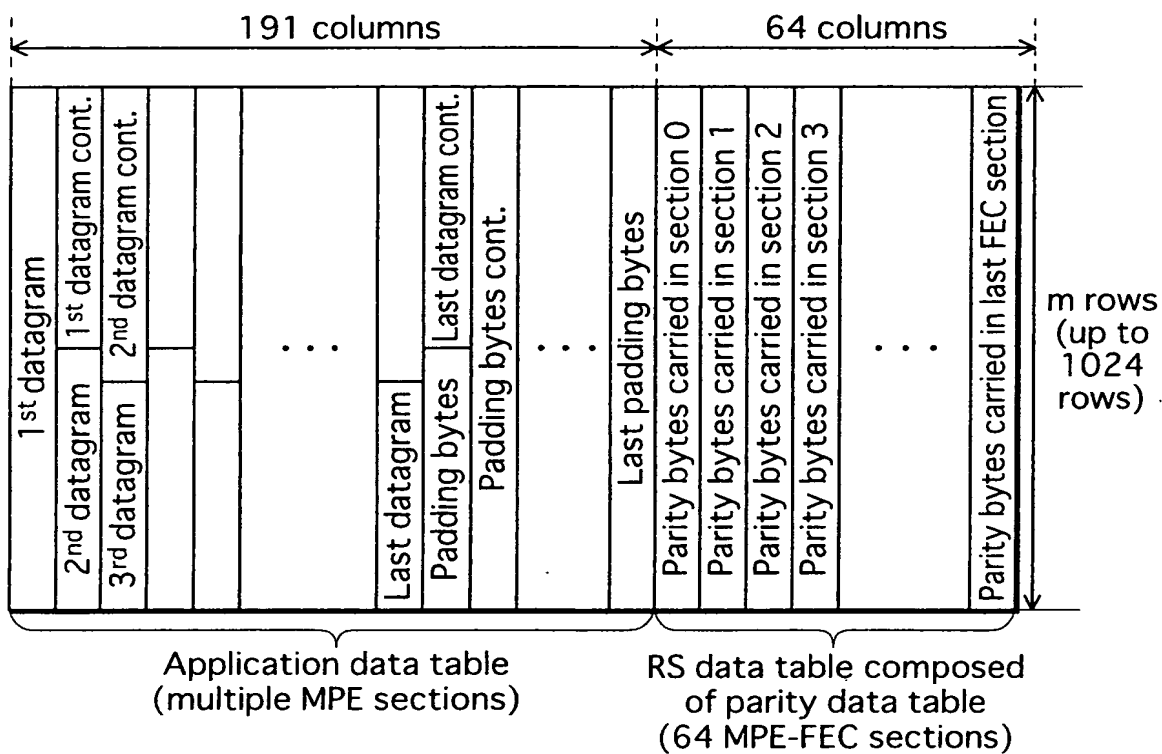 191 columns
64 columns
1st datagram
1st datagram cont.
2nd datagram
2nd datagram cont.
3rd datagram
. . .
Last datagram
Last datagram cont.
Padding bytes
Padding bytes cont.
. . .
Last padding bytes
Parity bytes carried in section 0
Parity bytes carried in section 1
Parity bytes carried in section 2
Parity bytes carried in section 3
. . .
Parity bytes carried in last FEC section
m rows
(up to
1024
rows)
Application data table
(multiple MPE sections)
RS data table composed
of parity data table
(64 MPE-FEC sections)